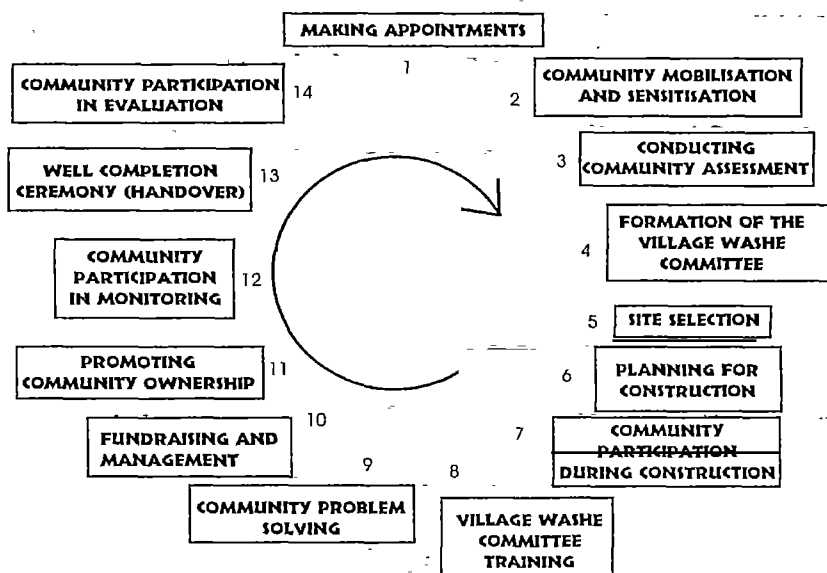 MAKING APPOINTMENTS
1
COMMUNITY MOBILISATION
AND SENSITISATION
2
CONDUCTING
COMMUNITY ASSESSMENT
3
FORMATION OF THE
VILLAGE WASHE
COMMITTEE
4
SITE SELECTION
5
PLANNING FOR
CONSTRUCTION
6
COMMUNITY
PARTICIPATION
DURING CONSTRUCTION
7
VILLAGE WASHE
COMMITTEE
TRAINING
8
COMMUNITY PROBLEM
SOLVING
9
FUNDRAISING AND
MANAGEMENT
10
PROMOTING
COMMUNITY OWNERSHIP
11
COMMUNITY
PARTICIPATION
IN MONITORING
12
WELL COMPLETION
CEREMONY (HANDOVER)
13
COMMUNITY PARTICIPATION
IN EVALUATION
14